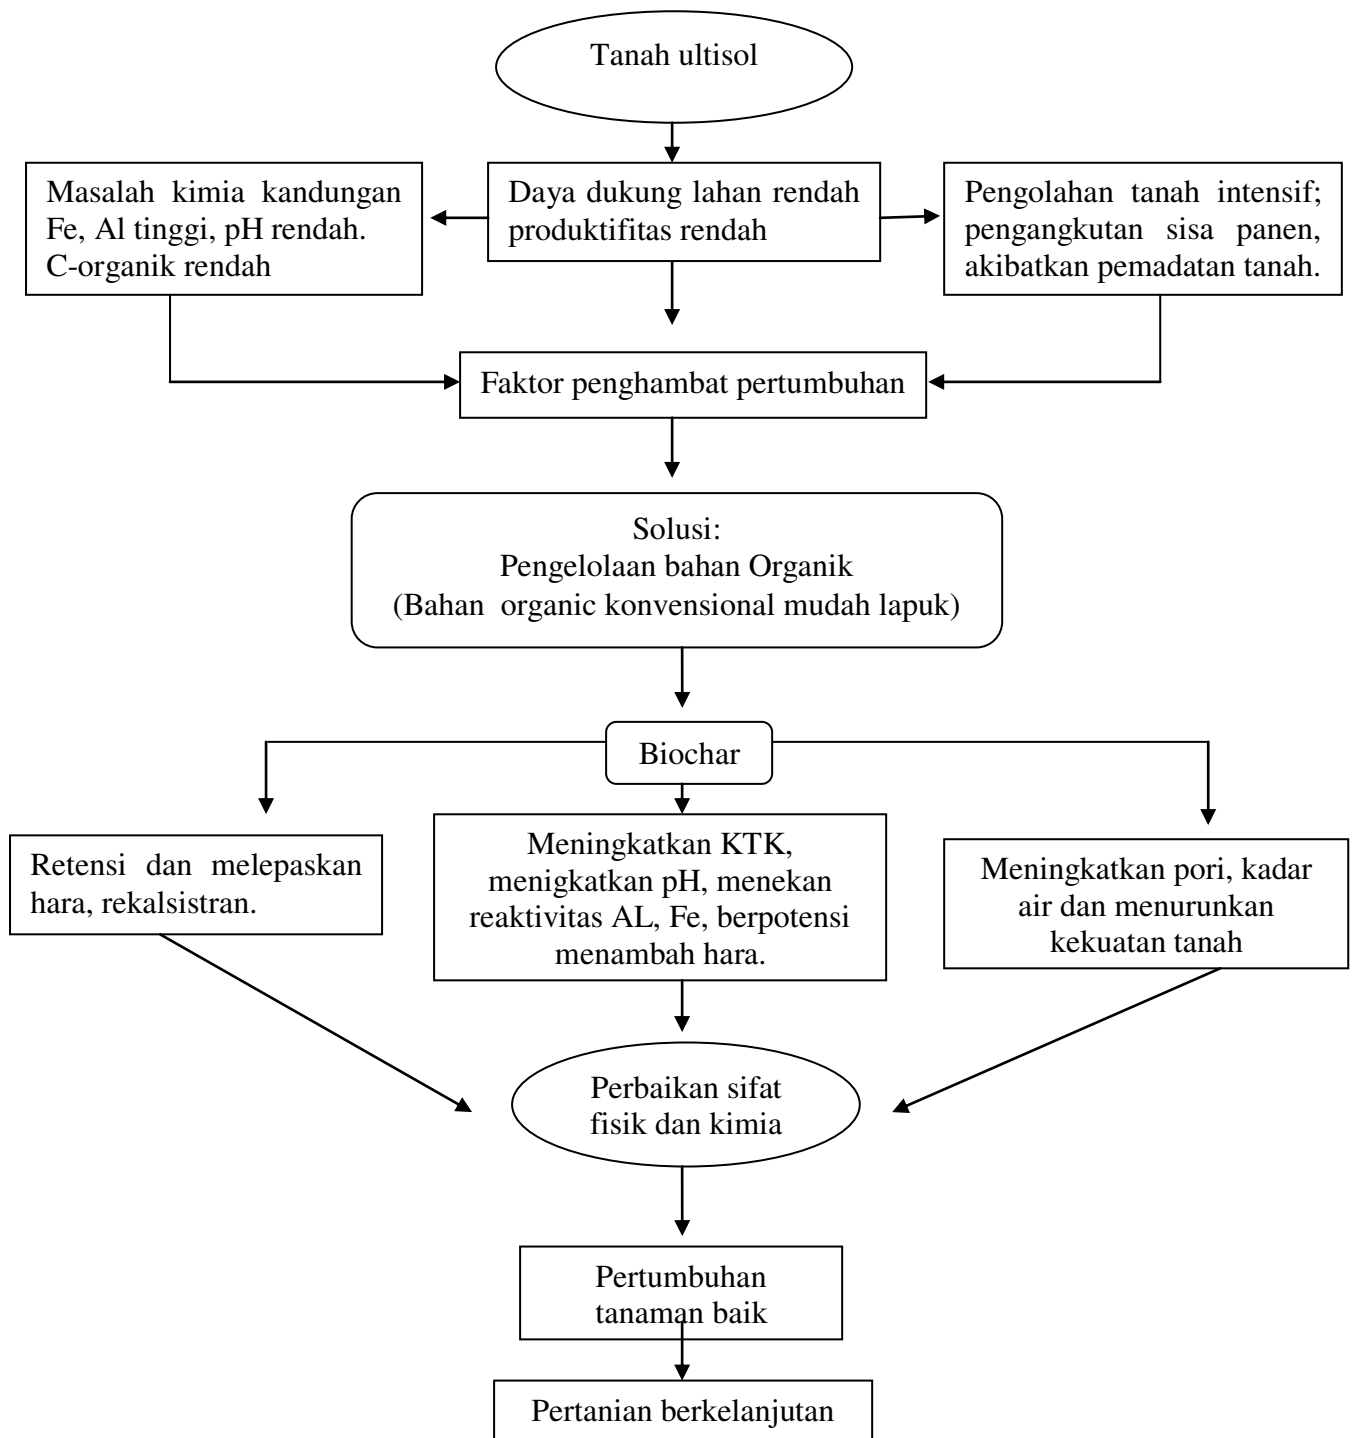 Tanah ultisol
Masalah kimia kandungan
Fe, Al tinggi, pH rendah.
C-organik rendah
Daya dukung lahan rendah
produktifitas rendah
Pengolahan tanah intensif;
pengangkutan sisa panen,
akibatkan pemadatan tanah.
Faktor penghambat pertumbuhan
Solusi:
Pengelolaan bahan Organik
(Bahan organic konvensional mudah lapuk)
Biochar
Retensi dan melepaskan
hara, rekalsistran.
Meningkatkan KTK,
menigkatkan pH, menekan
reaktivitas AL, Fe, berpotensi
menambah hara.
Meningkatkan pori, kadar
air dan menurunkan
kekuatan tanah
Perbaikan sifat
fisik dan kimia
Pertumbuhan
tanaman baik
Pertanian berkelanjutan